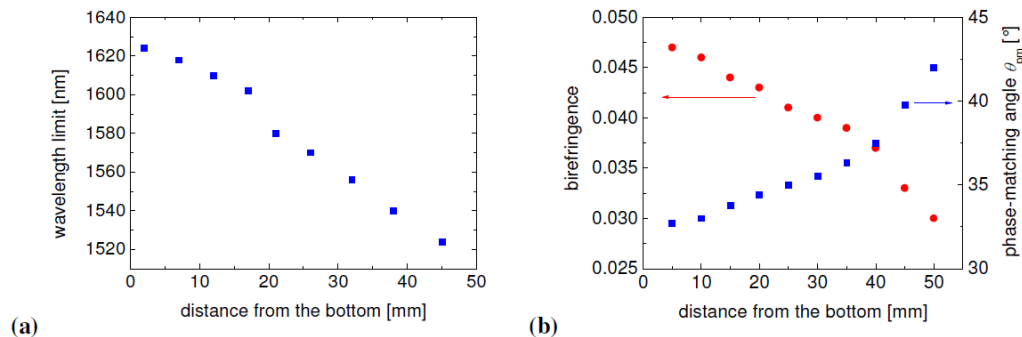 1640
1620
1600
1580
1560
1540
1520
wavelength limit [nm]
0 10 20 30 40 50
distance from the bottom [mm]
(a)
0.050
0.045
0.040
0.035
0.030
0.025
birefringence
45
40
35
30
phase-matching angle θpm [°]
0 10 20 30 40 50
distance from the bottom [mm]
(b)